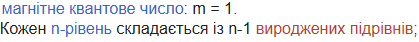 магнітне квантове число: m = 1.
Кожен n-рівень складається із n-1 вироджених підрівнів;